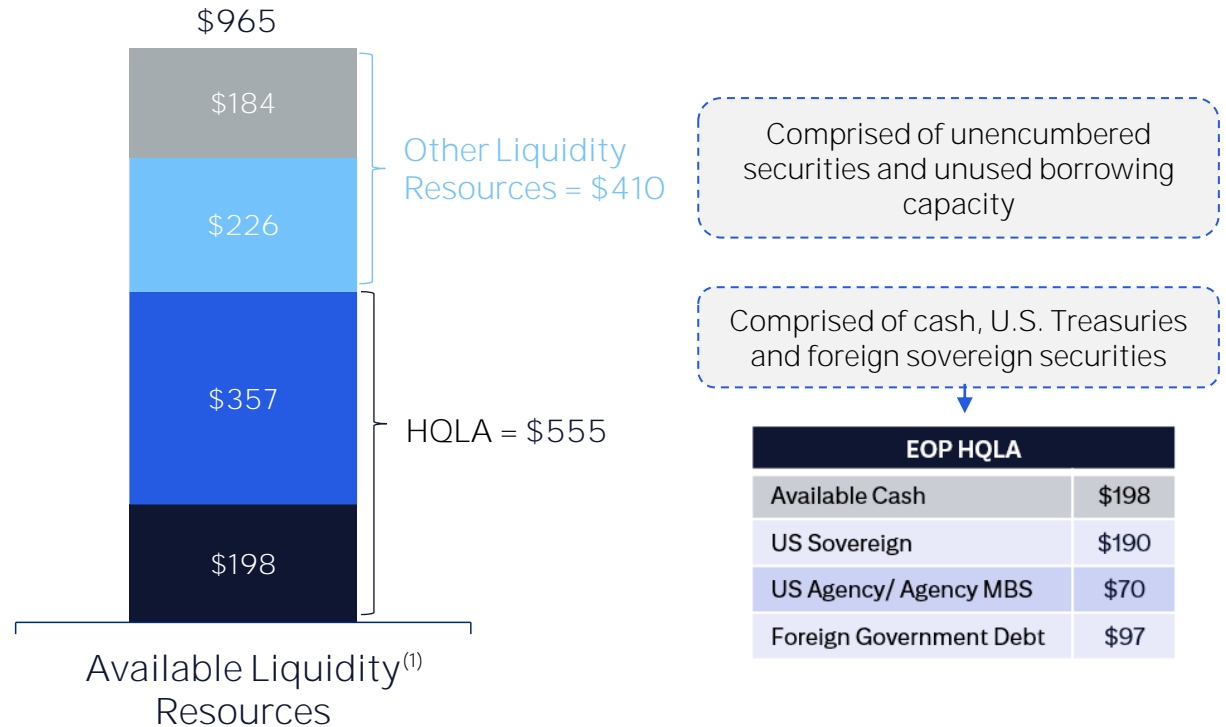 $965
$184
$226
$357
$198
Other Liquidity
Resources = $410
HQLA = $555
Available Liquidity(1)
Resources
Comprised of unencumbered
securities and unused borrowing
capacity
Comprised of cash, U.S. Treasuries
and foreign sovereign securities
EOP HQLA
Available Cash $198
US Sovereign $190
US Agency/ Agency MBS $70
Foreign Government Debt $97